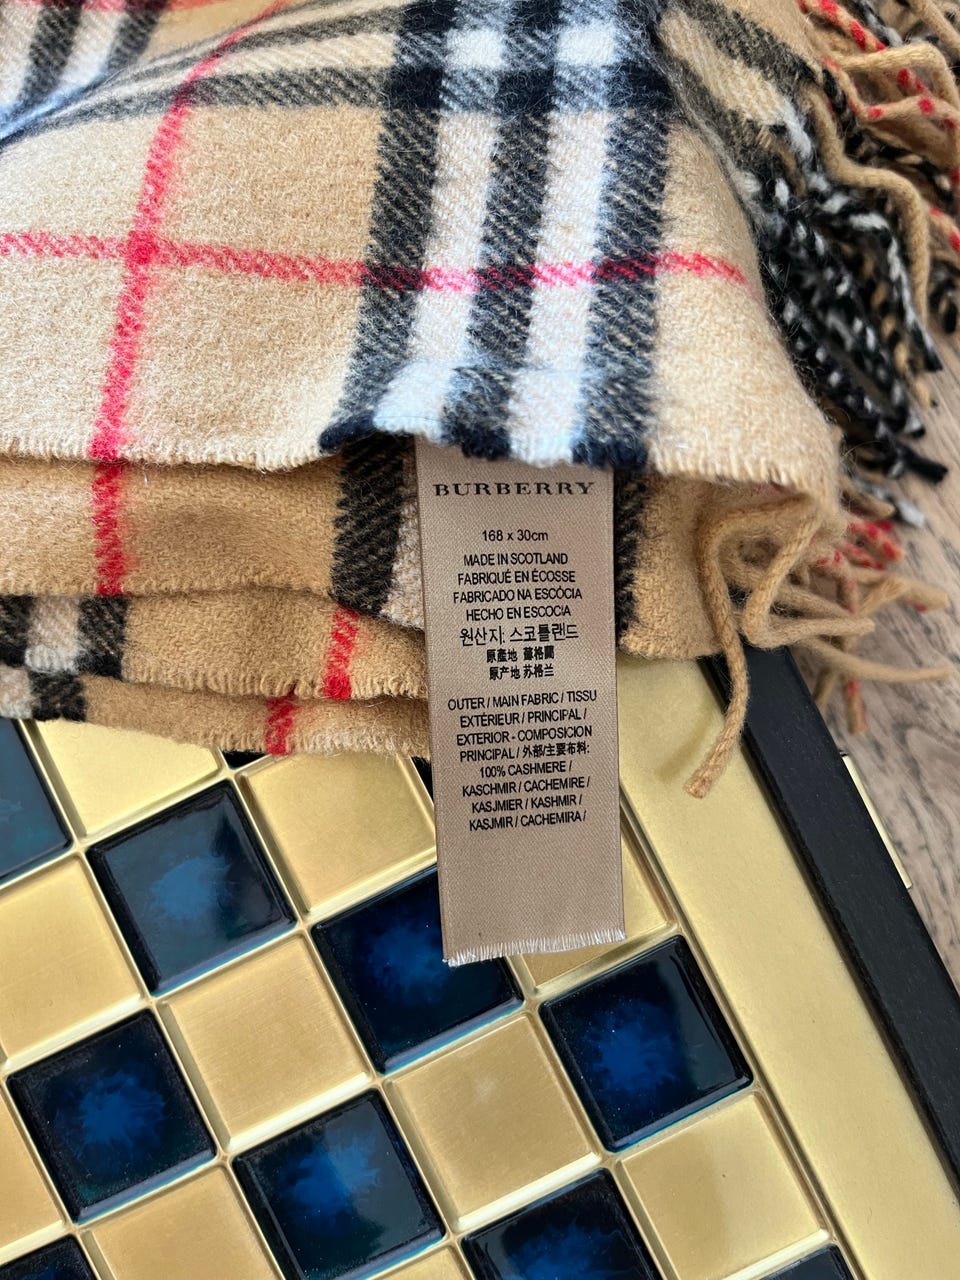 BURBERRY
168 x 30cm
MADE IN SCOTLAND
FABRIQUÉ EN ÉCOSSE
FABRICADO NA ESCÓCIA
HECHO EN ESCOCIA
원산지: 스코틀랜드
原產地 蘇格蘭
原产地 苏格兰
OUTER / MAIN FABRIC / TISSU
EXTÉRIEUR / PRINCIPAL /
EXTERIOR - COMPOSICION
PRINCIPAL / 外部/主要布料:
100% CASHMERE /
KASCHMIR / CACHEMIRE /
KASJMIER / KASHMIR /
KASJMIR / CACHEMIRA /